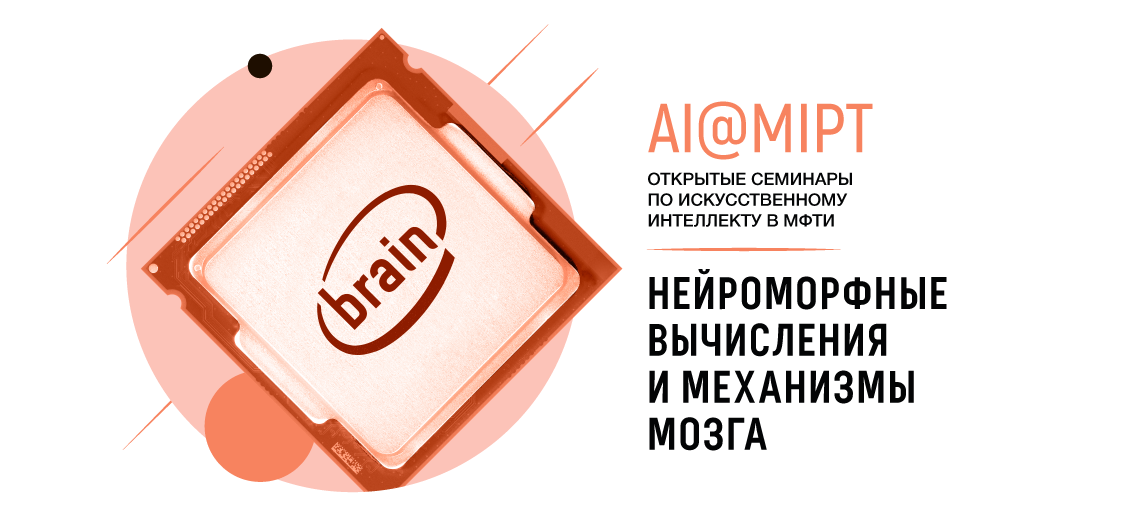 brain
AI@MIPT
ОТКРЫТЫЕ СЕМИНАРЫ
ПО ИСКУССТВЕННОМУ
ИНТЕЛЛЕКТУ В МФТИ
НЕЙРОМОРФНЫЕ
ВЫЧИСЛЕНИЯ
И МЕХАНИЗМЫ
МОЗГА